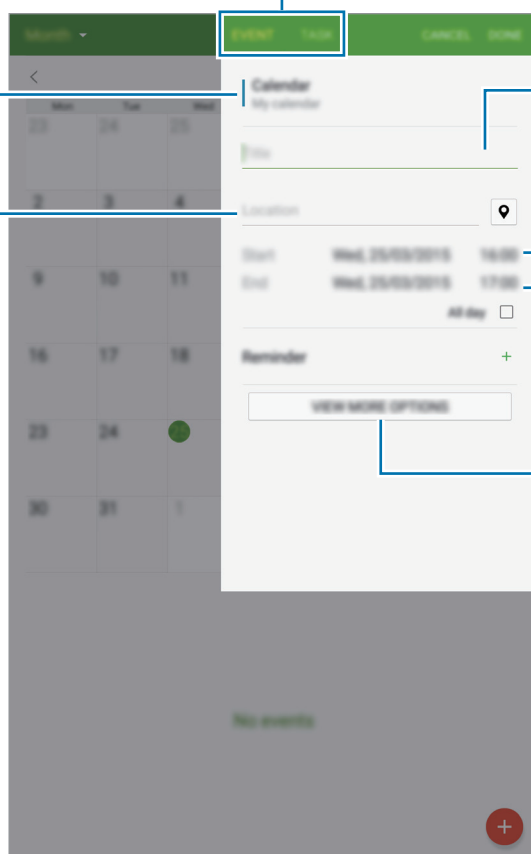 Month EVENT TASK CANCEL DONE
Calendar
My calendar
Mon Tue Wed
23 24 25
Title
2 3 4
Location
Start Wed, 25/03/2015 16:00
End Wed, 25/03/2015 17:00
9 10 11
All day
16 17 18
Reminder
VIEW MORE OPTIONS
23 24
30 31 1
No events